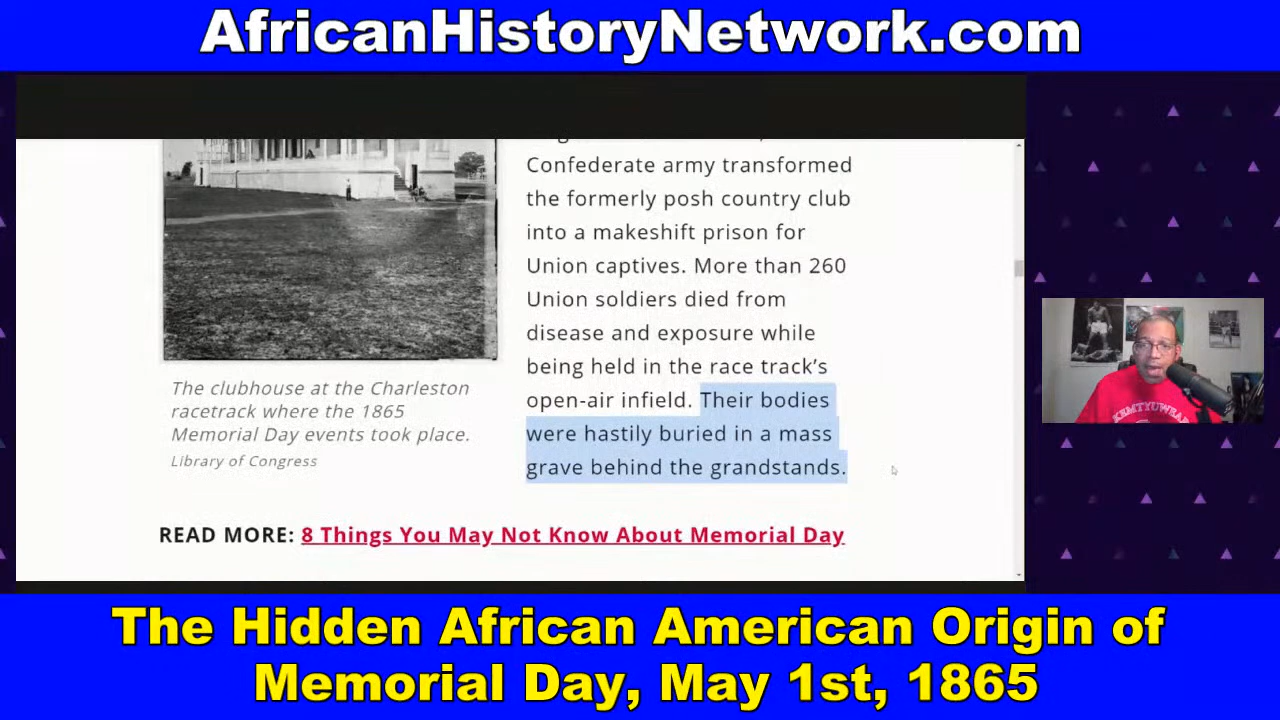 AfricanHistoryNetwork.com
Confederate army transformed
the formerly posh country club
into a makeshift prison for
Union captives. More than 260
Union soldiers died from
disease and exposure while
being held in the race track's
open-air infield. Their bodies
were hastily buried in a mass
grave behind the grandstands.
The clubhouse at the Charleston
racetrack where the 1865
Memorial Day events took place.
Library of Congress
READ MORE: 8 Things You May Not Know About Memorial Day
The Hidden African American Origin of
Memorial Day, May 1st, 1865